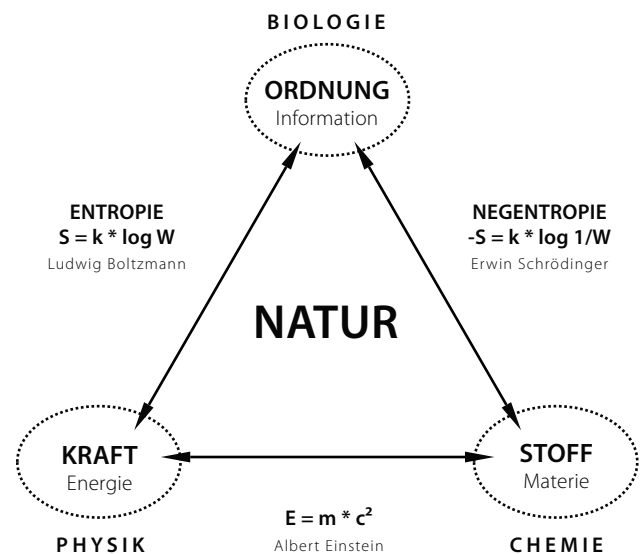 BIOLOGIE
ORDNUNG
Information
ENTROPIE
S = k * log W
Ludwig Boltzmann
NEGENTROPIE
-S = k * log 1/W
Erwin Schrödinger
NATUR
KRAFT
Energie
STOFF
Materie
E = m * c²
Albert Einstein
PHYSIK
CHEMIE